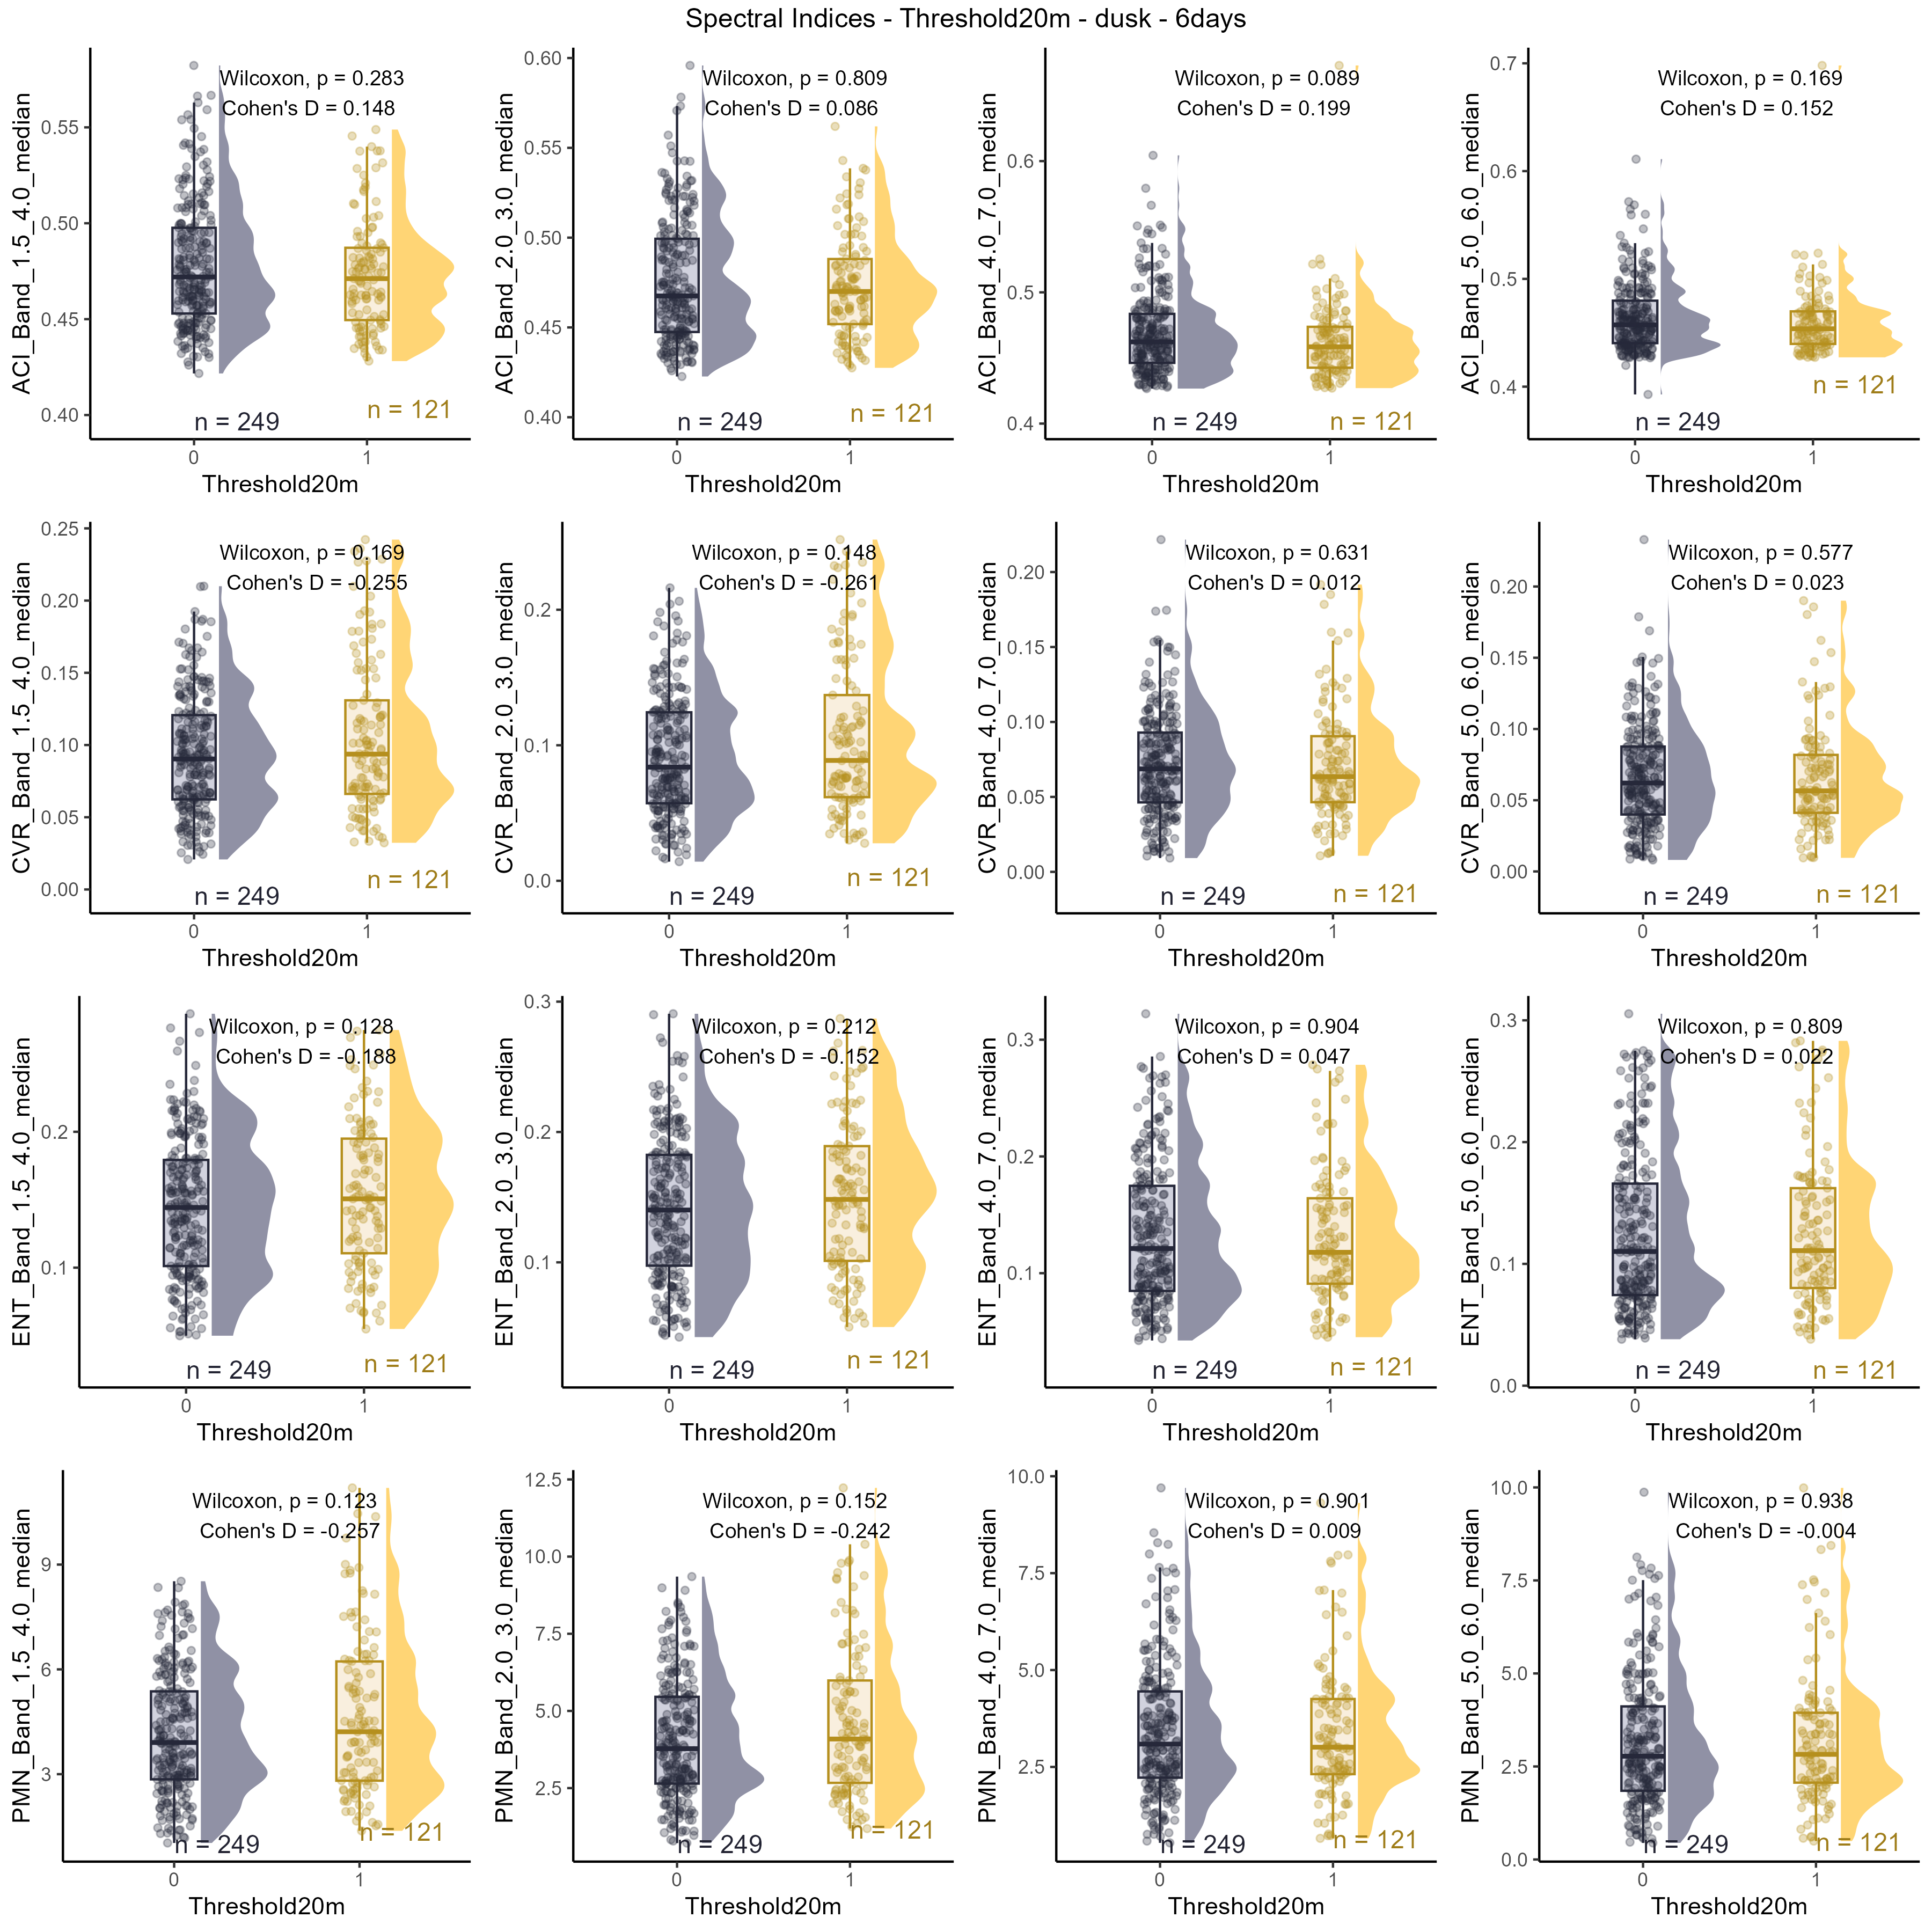 Spectral Indices - Threshold20m - dusk - 6days
ACI_Band_1.5_4.0_median
0.55
0.50
0.45
0.40
Wilcoxon, p = 0.283
Cohen's D = 0.148
n = 249
n = 121
0
1
Threshold20m
ACI_Band_2.0_3.0_median
0.60
0.55
0.50
0.45
0.40
Wilcoxon, p = 0.809
Cohen's D = 0.086
n = 249
n = 121
0
1
Threshold20m
ACI_Band_4.0_7.0_median
0.6
0.5
0.4
Wilcoxon, p = 0.089
Cohen's D = 0.199
n = 249
n = 121
0
1
Threshold20m
ACI_Band_5.0_6.0_median
0.7
0.6
0.5
0.4
Wilcoxon, p = 0.169
Cohen's D = 0.152
n = 249
n = 121
0
1
Threshold20m
CVR_Band_1.5_4.0_median
0.25
0.20
0.15
0.10
0.05
0.00
Wilcoxon, p = 0.169
Cohen's D = -0.255
n = 249
n = 121
0
1
Threshold20m
CVR_Band_2.0_3.0_median
0.2
0.1
0.0
Wilcoxon, p = 0.148
Cohen's D = -0.261
n = 249
n = 121
0
1
Threshold20m
CVR_Band_4.0_7.0_median
0.20
0.15
0.10
0.05
0.00
Wilcoxon, p = 0.631
Cohen's D = 0.012
n = 249
n = 121
0
1
Threshold20m
CVR_Band_5.0_6.0_median
0.20
0.15
0.10
0.05
0.00
Wilcoxon, p = 0.577
Cohen's D = 0.023
n = 249
n = 121
0
1
Threshold20m
ENT_Band_1.5_4.0_median
0.2
0.1
Wilcoxon, p = 0.128
Cohen's D = -0.188
n = 249
n = 121
0
1
Threshold20m
ENT_Band_2.0_3.0_median
0.3
0.2
0.1
Wilcoxon, p = 0.212
Cohen's D = -0.152
n = 249
n = 121
0
1
Threshold20m
ENT_Band_4.0_7.0_median
0.3
0.2
0.1
Wilcoxon, p = 0.904
Cohen's D = 0.047
n = 249
n = 121
0
1
Threshold20m
ENT_Band_5.0_6.0_median
0.3
0.2
0.1
0.0
Wilcoxon, p = 0.809
Cohen's D = 0.022
n = 249
n = 121
0
1
Threshold20m
PMN_Band_1.5_4.0_median
9
6
3
Wilcoxon, p = 0.123
Cohen's D = -0.257
n = 249
n = 121
0
1
Threshold20m
PMN_Band_2.0_3.0_median
12.5
10.0
7.5
5.0
2.5
Wilcoxon, p = 0.152
Cohen's D = -0.242
n = 249
n = 121
0
1
Threshold20m
PMN_Band_4.0_7.0_median
10.0
7.5
5.0
2.5
Wilcoxon, p = 0.901
Cohen's D = 0.009
n = 249
n = 121
0
1
Threshold20m
PMN_Band_5.0_6.0_median
10.0
7.5
5.0
2.5
0.0
Wilcoxon, p = 0.938
Cohen's D = -0.004
n = 249
n = 121
0
1
Threshold20m